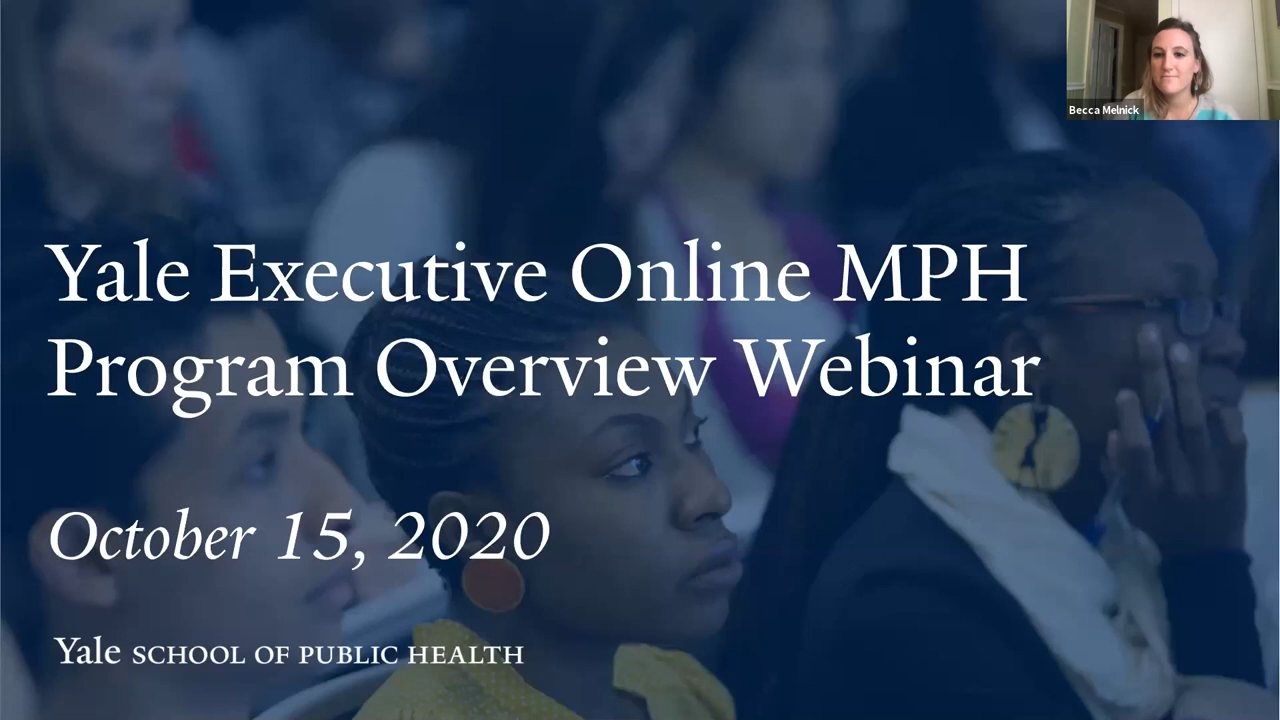 Becca Melnick
Yale Executive Online MPH
Program Overview Webinar
October 15, 2020
Yale SCHOOL OF PUBLIC HEALTH